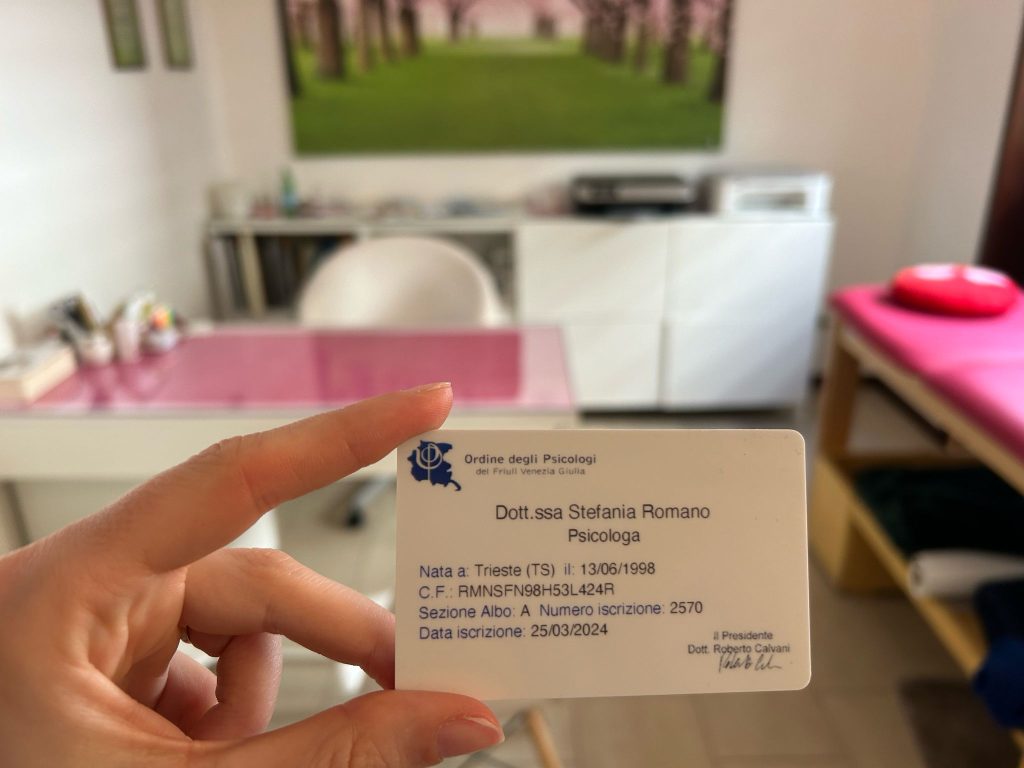 Ordine degli Psicologi
del Friuli Venezia Giulia
Dott.ssa Stefania Romano
Psicologa
Nata a: Trieste (TS) il: 13/06/1998
C.F.: RMNSFN98H53L424R
Sezione Albo: A Numero iscrizione: 2570
Data iscrizione: 25/03/2024
il Presidente
Dott. Roberto Calvani